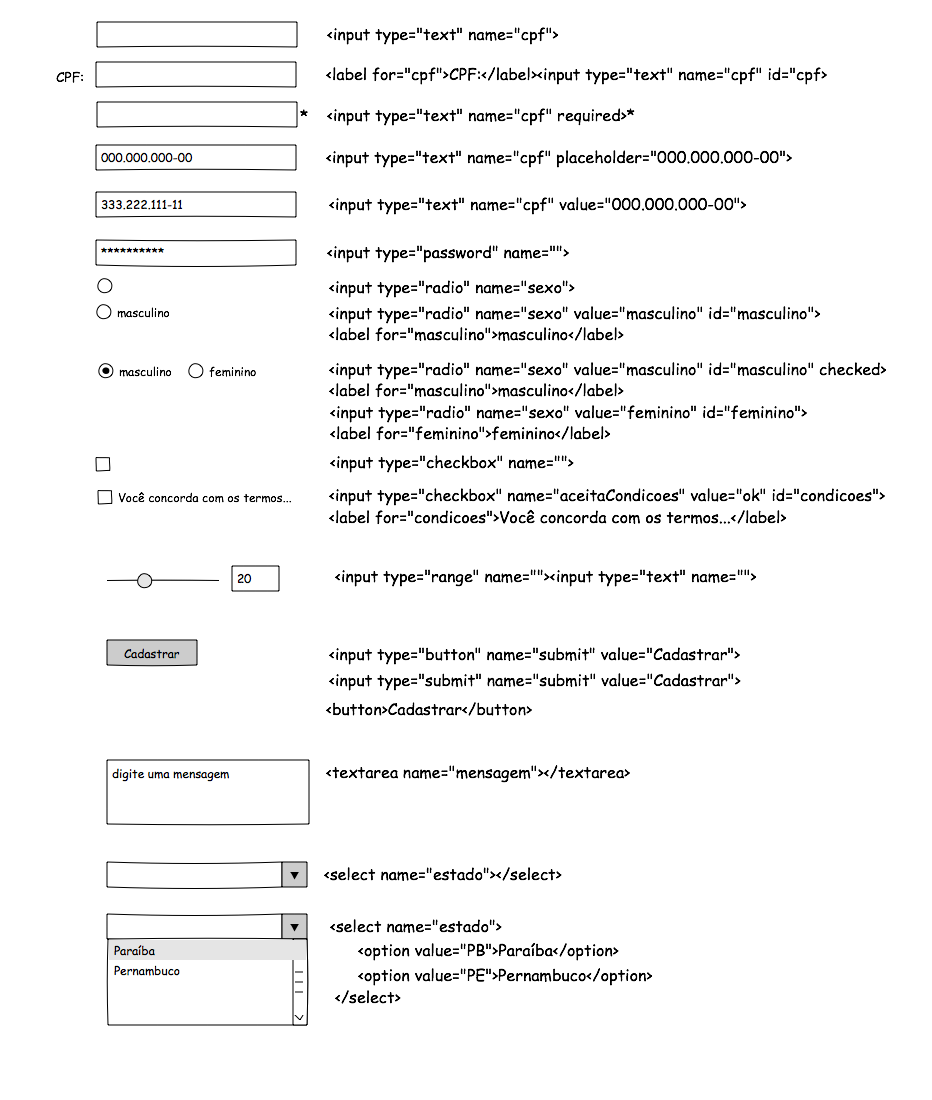 <input type="text" name="cpf">
CPF: <label for="cpf">CPF:</label><input type="text" name="cpf" id="cpf>
* <input type="text" name="cpf" required>*
000.000.000-00 <input type="text" name="cpf" placeholder="000.000.000-00">
333.222.111-11 <input type="text" name="cpf" value="000.000.000-00">
********** <input type="password" name="">
<input type="radio" name="sexo">
masculino <input type="radio" name="sexo" value="masculino" id="masculino">
<label for="masculino">masculino</label>
masculino feminino <input type="radio" name="sexo" value="masculino" id="masculino" checked>
<label for="masculino">masculino</label>
<input type="radio" name="sexo" value="feminino" id="feminino">
<label for="feminino">feminino</label>
<input type="checkbox" name="">
Você concorda com os termos... <input type="checkbox" name="aceitaCondicoes" value="ok" id="condicoes">
<label for="condicoes">Você concorda com os termos...</label>
20 <input type="range" name=""><input type="text" name="">
Cadastrar <input type="button" name="submit" value="Cadastrar">
<input type="submit" name="submit" value="Cadastrar">
<button>Cadastrar</button>
digite uma mensagem <textarea name="mensagem"></textarea>
<select name="estado"></select>
<select name="estado">
Paraíba <option value="PB">Paraíba</option>
Pernambuco <option value="PE">Pernambuco</option>
</select>